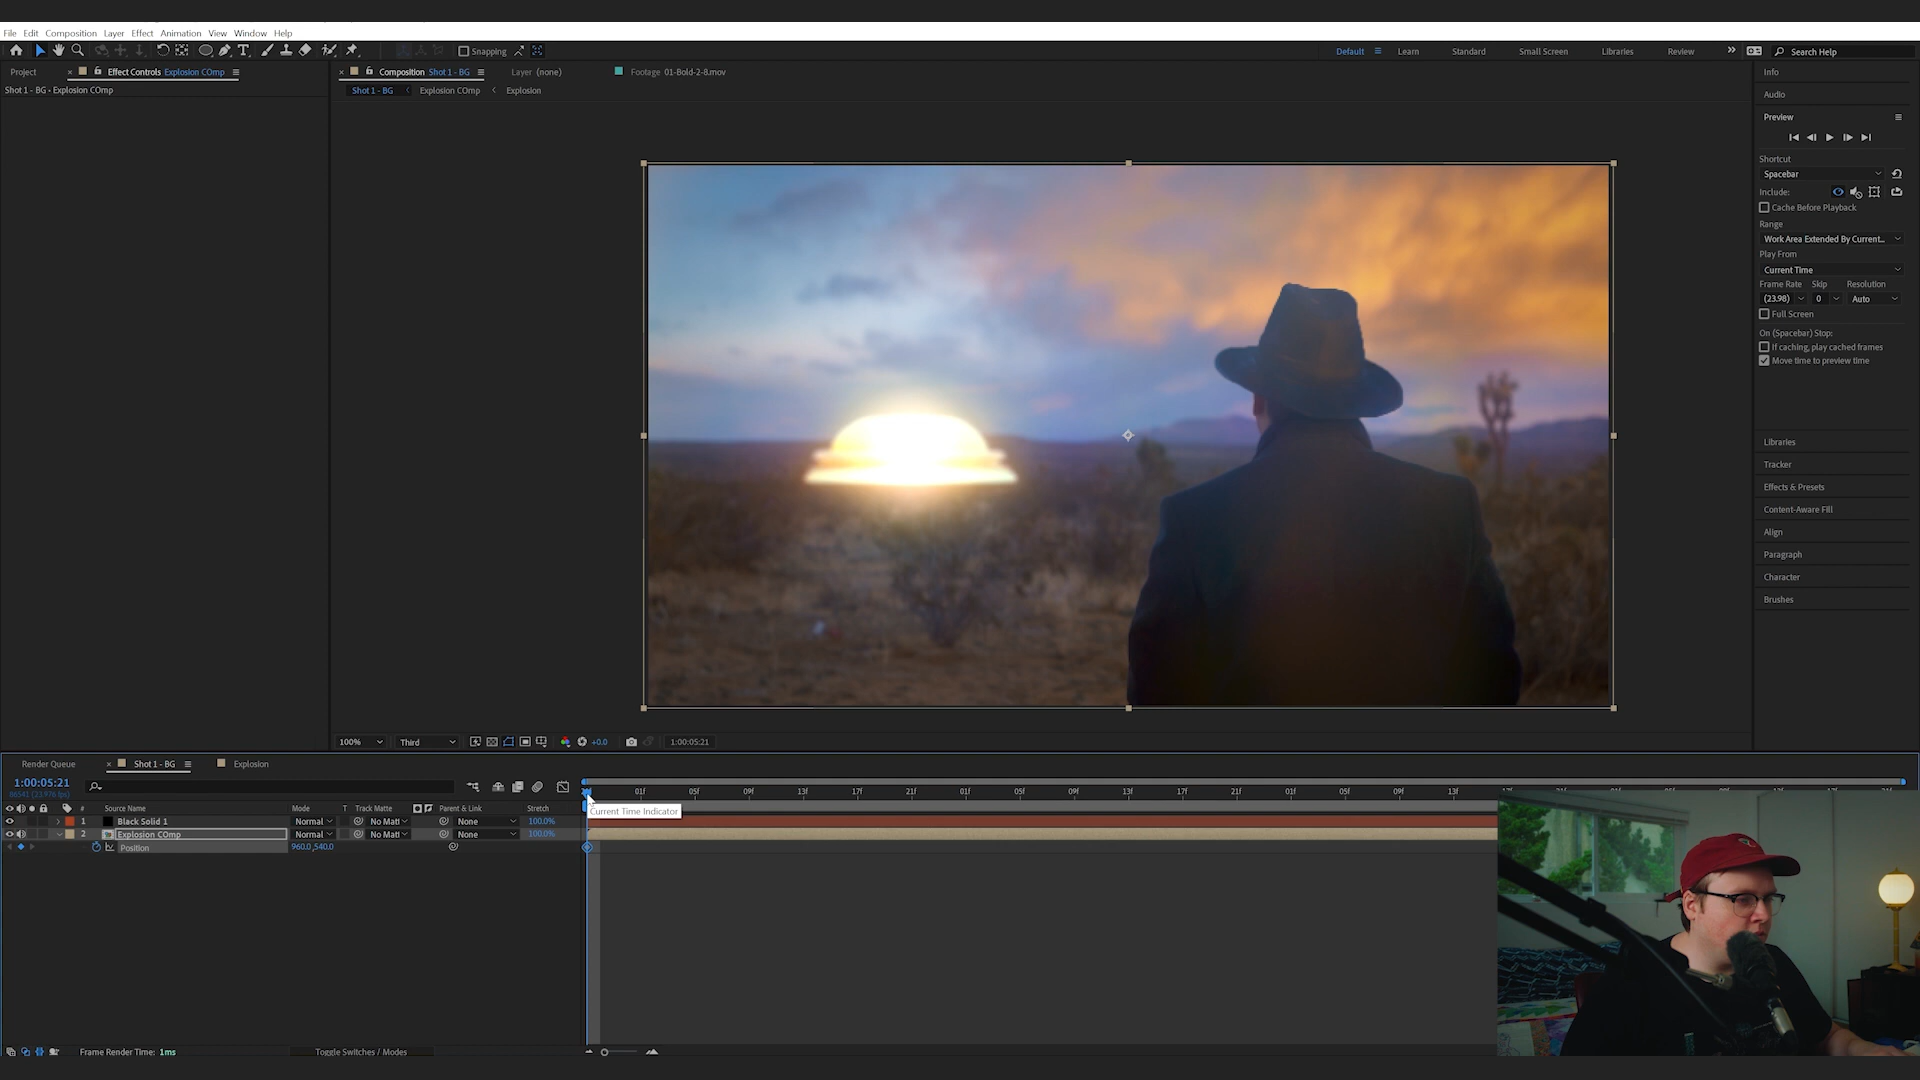 File Edit Composition Layer Effect Animation View Window Help
Snapping
Default Learn Standard Small Screen Libraries Review Search Help
Project Effect Controls Explosion COmp
Composition Shot 1 - BG Layer (none) Footage 01-Bold-2-8.mov
Shot 1 - BG • Explosion COmp
Shot 1 - BG Explosion COmp Explosion
Info
Audio
Preview
Shortcut
Spacebar
Include:
Cache Before Playback
Range
Work Area Extended By Current...
Play From
Current Time
Frame Rate Skip Resolution
(23.98) 0 Auto
Full Screen
On (Spacebar) Stop:
If caching, play cached frames
Move time to preview time
Libraries
Tracker
Effects & Presets
Content-Aware Fill
Align
Paragraph
Character
Brushes
100% Third +0.0 1:00:05:21
Render Queue Shot 1 - BG Explosion
1:00:05:21
01f 05f 09f 13f 17f 21f 01f 05f 09f 13f 17f 21f 01f 05f 09f 13f
# Source Name Mode T Track Matte Parent & Link Stretch
Current Time Indicator
1 Black Solid 1 Normal No Matt None 100.0%
2 Explosion COmp Normal No Matt None 100.0%
Position 960.0,540.0
Frame Render Time: 1ms Toggle Switches / Modes